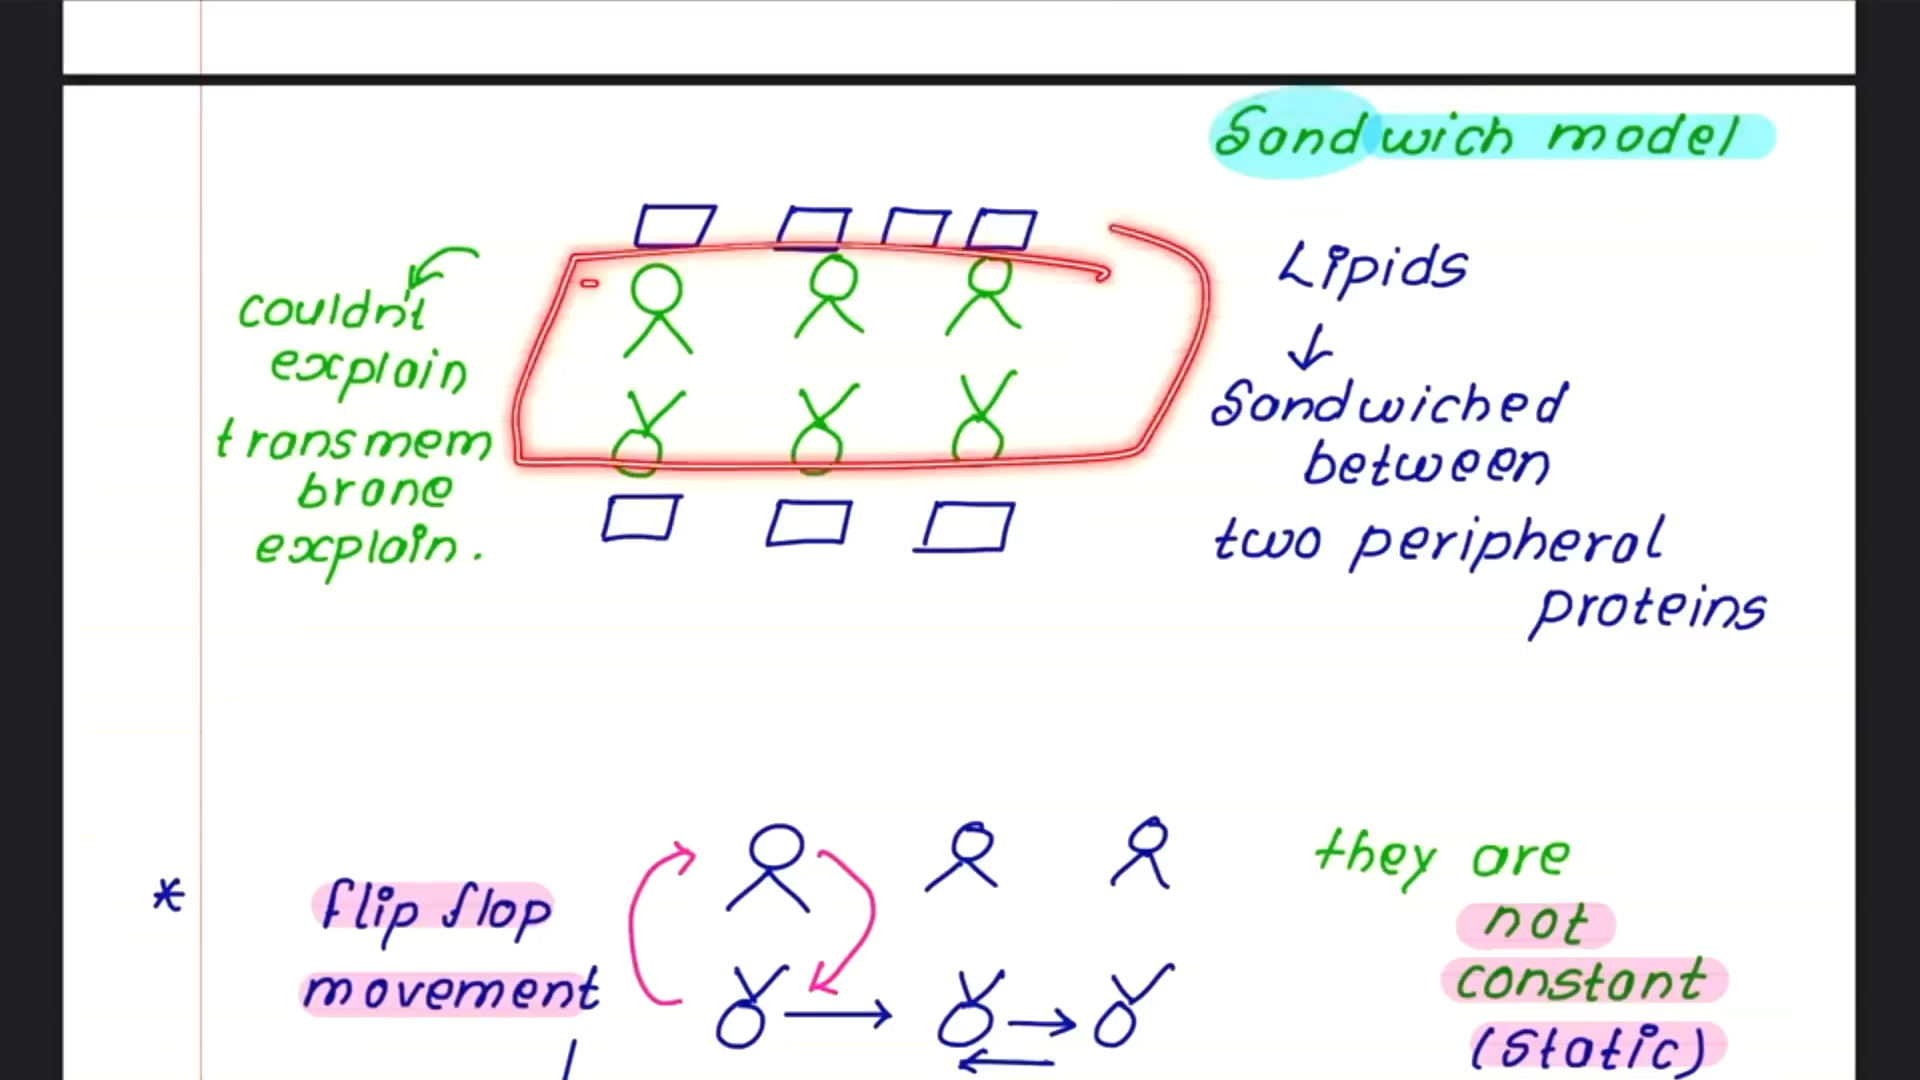 Sandwich model
couldn't
explain
transmem
brane
explain.
Lipids
↓
Sandwiched
between
two peripheral
proteins
* flip flop
movement
they are
not
constant
(static)